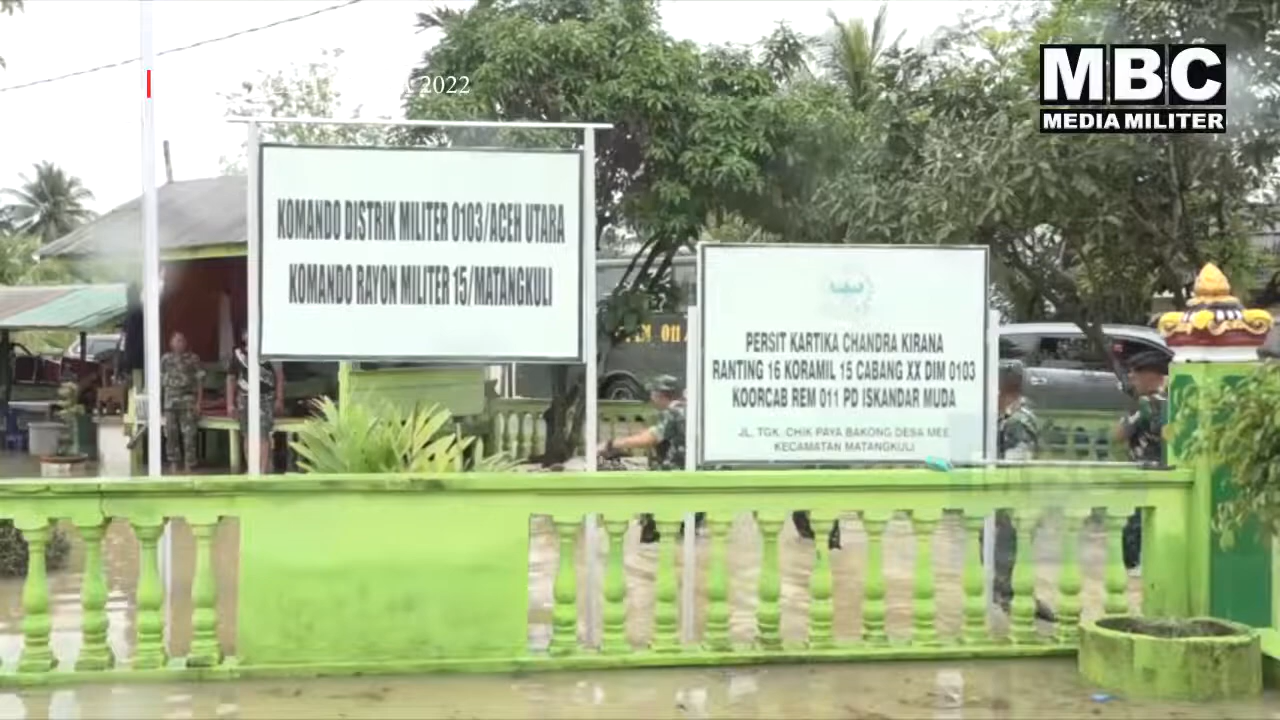 MBC
MEDIA MILITER
2022
KOMANDO DISTRIK MILITER 0103/ACEH UTARA
KOMANDO RAYON MILITER 15/MATANGKULI
011
PERSIT KARTIKA CHANDRA KIRANA
RANTING 16 KORAMIL 15 CABANG XX DIM 0103
KOORCAB REM 011 PD ISKANDAR MUDA
JL. TGK. CHIK PAYA BAKONG DESA MEE
KECAMATAN MATANGKULI